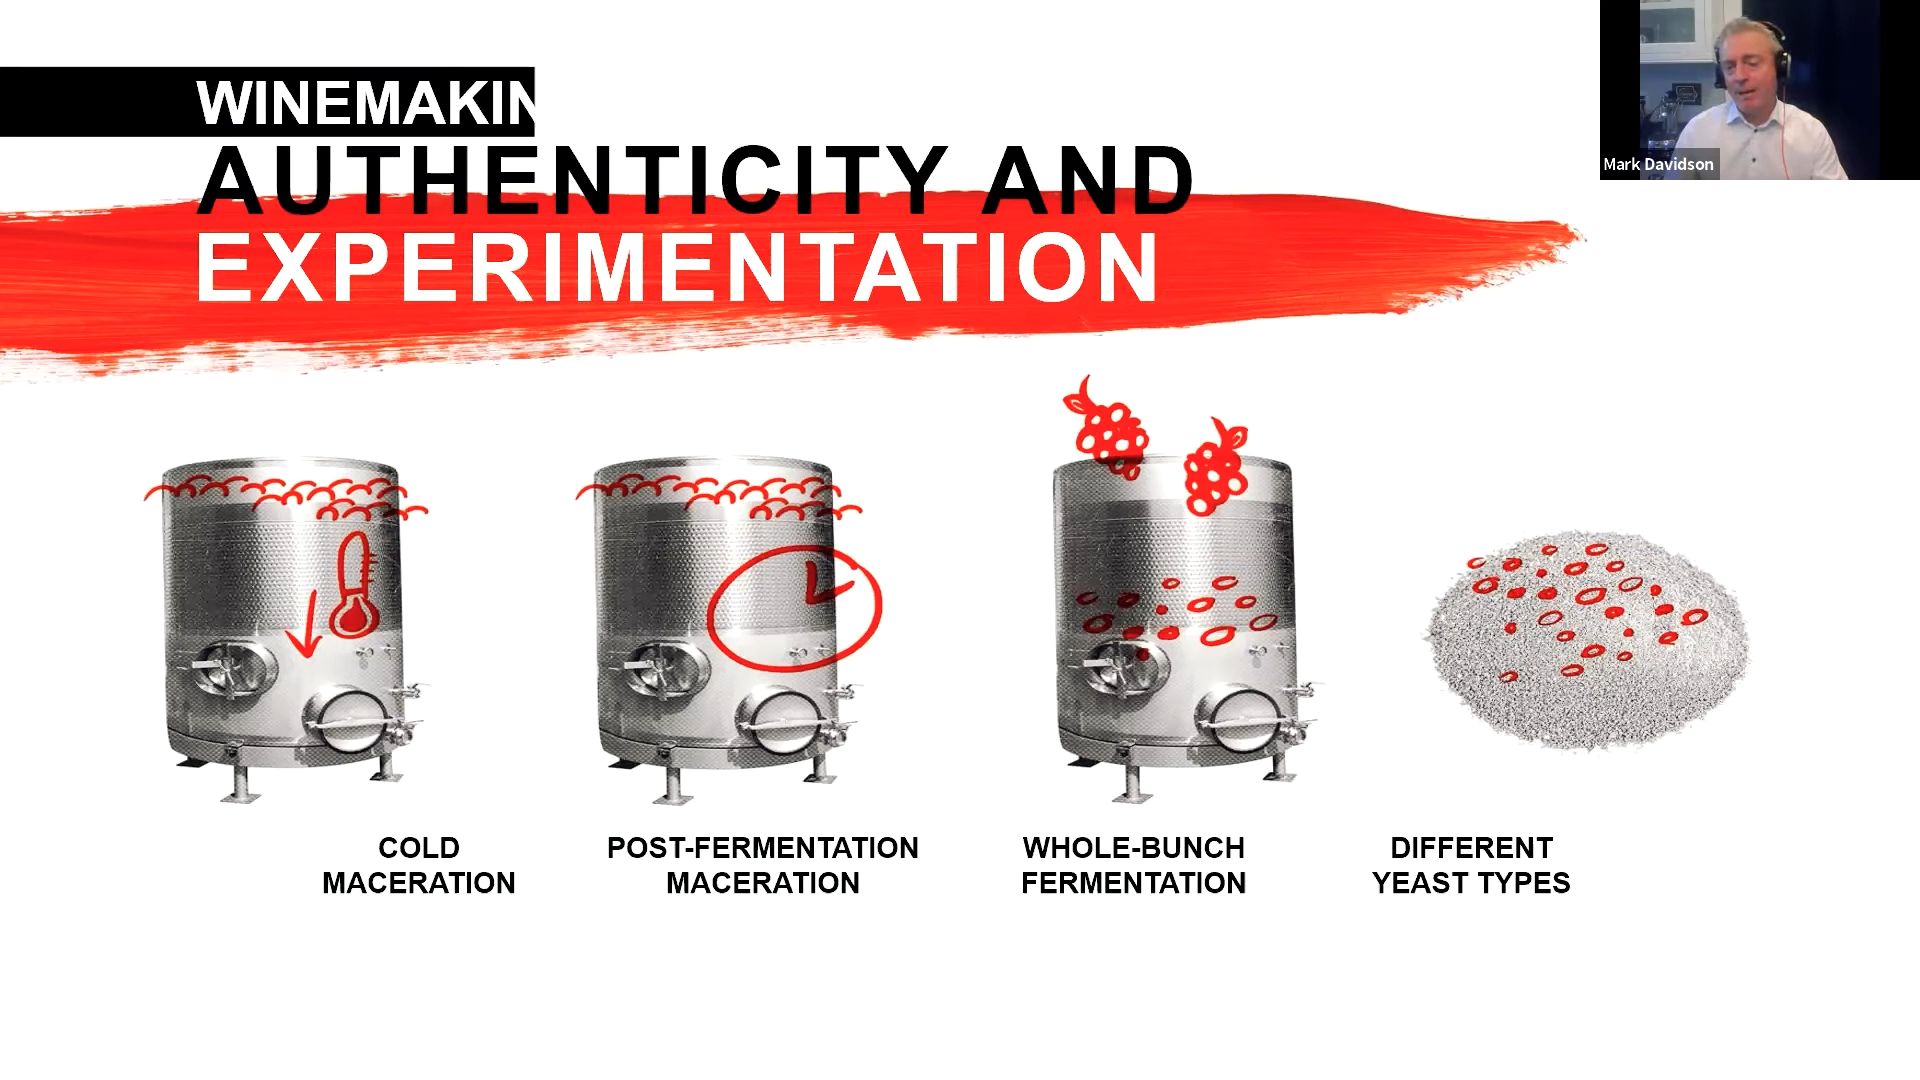 WINEMAKIN
AUTHENTICITY AND
EXPERIMENTATION
Mark Davidson
COLD
MACERATION
POST-FERMENTATION
MACERATION
WHOLE-BUNCH
FERMENTATION
DIFFERENT
YEAST TYPES